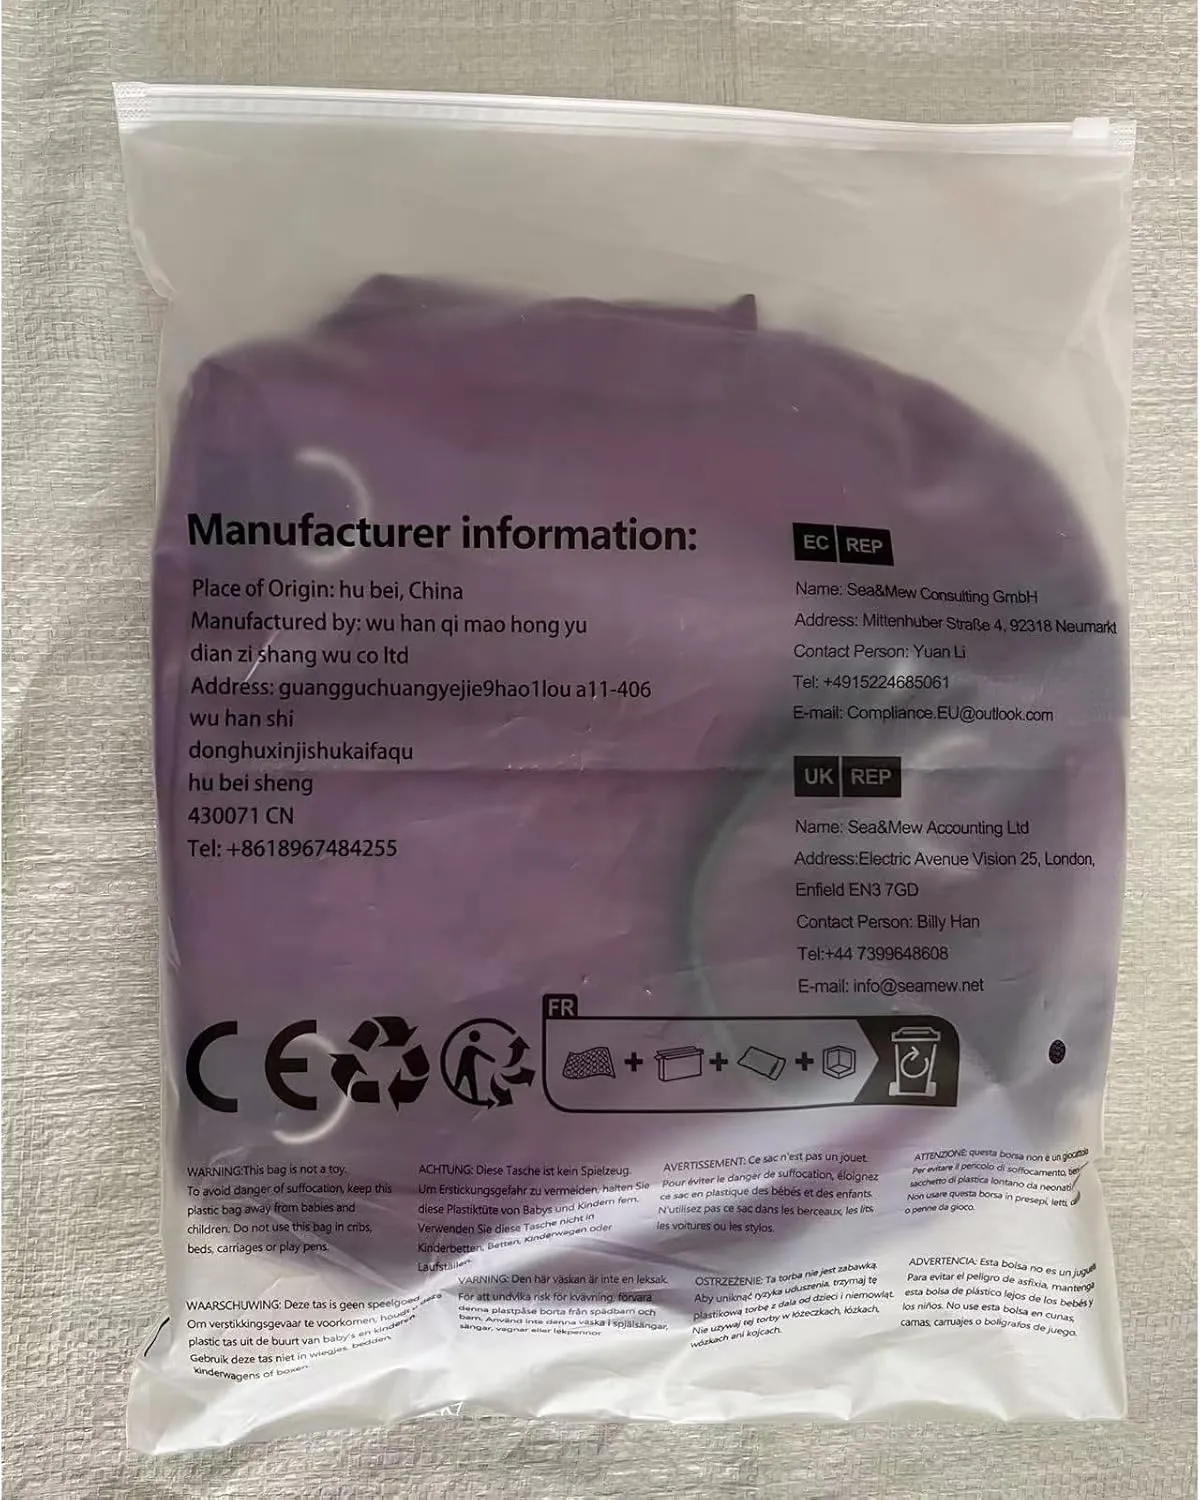 Manufacturer information:
Place of Origin: hu bei, China
Manufactured by: wu han qi mao hong yu
dian zi shang wu co ltd
Address: guangguchuangyejie9hao1lou a11-406
wu han shi
donghuxinjishukaifaqu
hu bei sheng
430071 CN
Tel: +8618967484255
EC REP
Name: Sea&Mew Consulting GmbH
Address: Mittenhuber Straße 4, 92318 Neumarkt
Contact Person: Yuan Li
Tel: +4915224685061
E-mail: Compliance.EU@outlook.com
UK REP
Name: Sea&Mew Accounting Ltd
Address:Electric Avenue Vision 25, London,
Enfield EN3 7GD
Contact Person: Billy Han
Tel:+44 7399648608
E-mail: info@seamew.net
CE
FR
WARNING:This bag is not a toy.
To avoid danger of suffocation, keep this
plastic bag away from babies and
children. Do not use this bag in cribs,
beds, carriages or play pens.
ACHTUNG: Diese Tasche ist kein Spielzeug.
Um Erstickungsgefahr zu vermeiden, halten Sie
diese Plastiktüte von Babys und Kindern fern.
Verwenden Sie diese Tasche nicht in
Kinderbetten, Betten, Kinderwagen oder
Laufställen.
AVERTISSEMENT: Ce sac n'est pas un jouet.
Pour éviter le danger de suffocation, éloignez
ce sac en plastique des bébés et des enfants.
N'utilisez pas ce sac dans les berceaux, les lits,
les voitures ou les stylos.
ATTENZIONE: questa borsa non è un giocattolo
Per evitare il pericolo di soffocamento,
sacchetto di plastica lontano da neonati
Non usare questa borsa in presepi, letti,
o penne da gioco.
WAARSCHUWING: Deze tas is geen speelgoed
Om verstikkingsgevaar te voorkomen, houdt u deze
plastic tas uit de buurt van baby's en kinderen.
Gebruik deze tas niet in wiegjes, bedden,
kinderwagens of boxen.
VARNING: Den här väskan är inte en leksak.
För att undvika risk för kvävning, förvara
denna plastpåse borta från spädbarn och
barn. Använd inte denna väska i spjälsängar,
sängar, vagnar eller lekpennor.
OSTRZEŻENIE: Ta torba nie jest zabawką.
Aby uniknąć ryzyka uduszenia, trzymaj tę
plastikową torbę z dala od dzieci i niemowląt.
Nie używaj tej torby w łóżeczkach, łóżkach,
wózkach ani kojcach.
ADVERTENCIA: Esta bolsa no es un juguete
Para evitar el peligro de asfixia, mantenga
esta bolsa de plástico lejos de los bebés y
los niños. No use esta bolsa en cunas,
camas, carruajes o bolígrafos de juego.